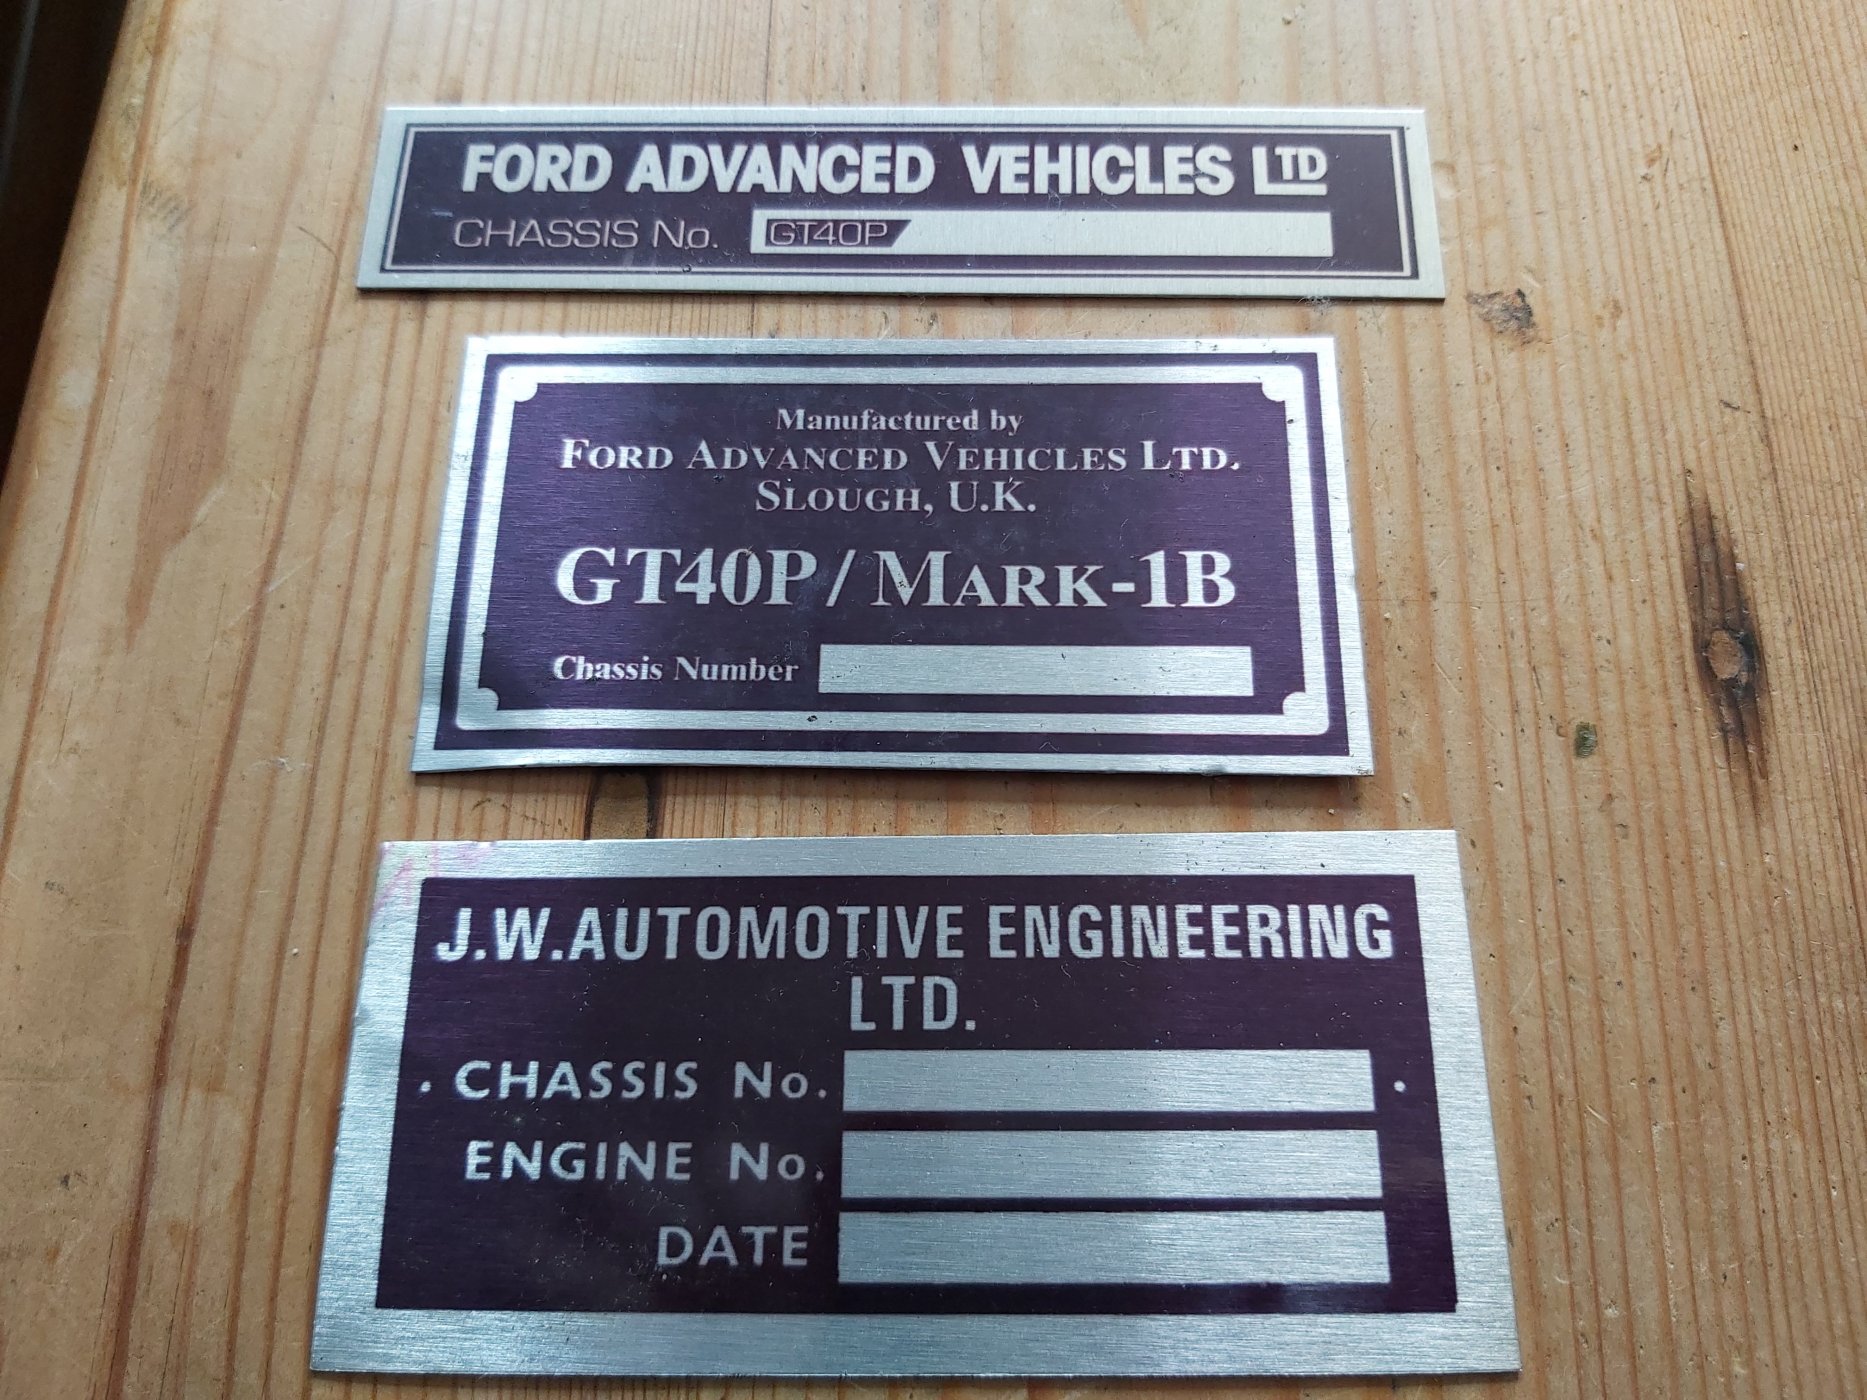 FORD ADVANCED VEHICLES LTD
CHASSIS No. GT40P
Manufactured by
FORD ADVANCED VEHICLES LTD.
SLOUGH, U.K.
GT40P / MARK-1B
Chassis Number
J.W. AUTOMOTIVE ENGINEERING
LTD.
CHASSIS No.
ENGINE No.
DATE